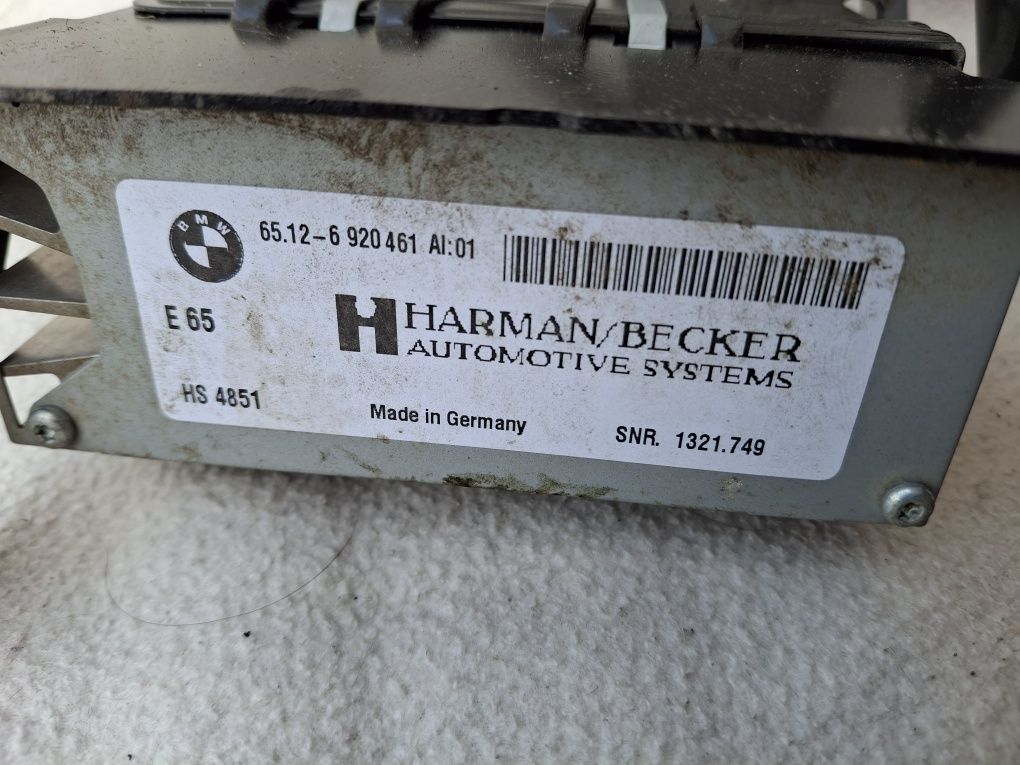 BMW
65.12-6 920 461 AI:01
E 65
H HARMAN/BECKER
AUTOMOTIVE SYSTEMS
HS 4851
Made in Germany
SNR. 1321.749